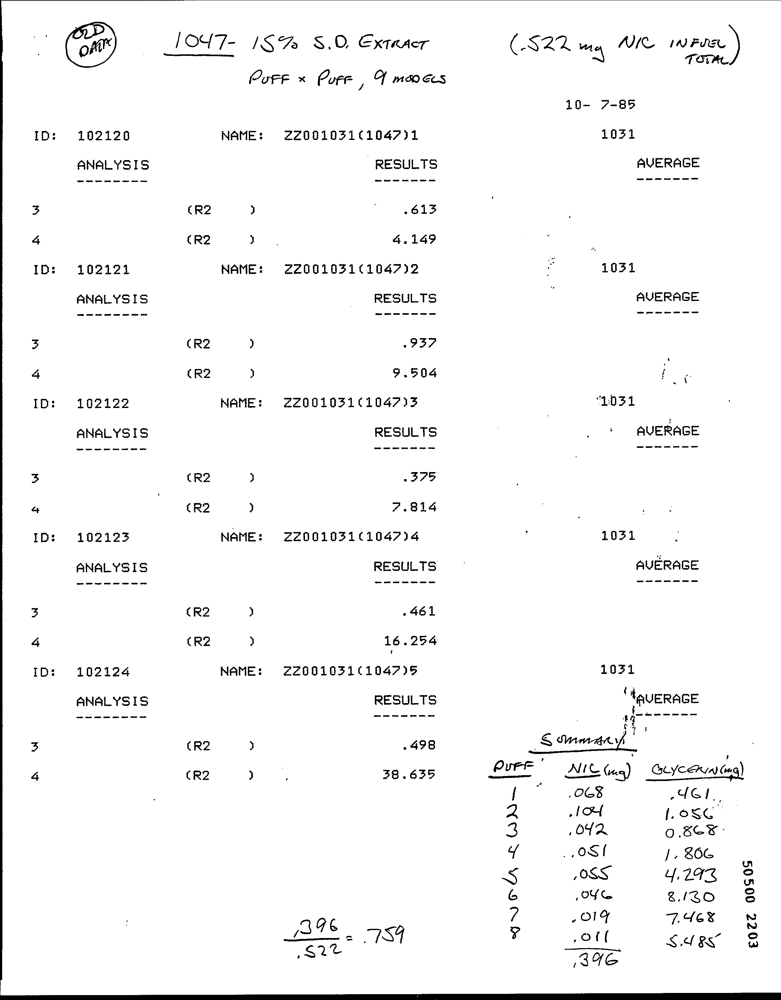 OLD DATA
1047- 15% S.D. EXTRACT (.522 mg NIC IN FUEL TOTAL)
PUFF × PUFF, 9 MODELS
10- 7-85
ID: 102120 NAME: ZZ001031(1047)1 1031
ANALYSIS RESULTS AVERAGE
-------- ------- -------
3 (R2 ) .613
4 (R2 ) 4.149
ID: 102121 NAME: ZZ001031(1047)2 1031
ANALYSIS RESULTS AVERAGE
-------- ------- -------
3 (R2 ) .937
4 (R2 ) 9.504
ID: 102122 NAME: ZZ001031(1047)3 1031
ANALYSIS RESULTS AVERAGE
-------- ------- -------
3 (R2 ) .375
4 (R2 ) 7.814
ID: 102123 NAME: ZZ001031(1047)4 1031
ANALYSIS RESULTS AVERAGE
-------- ------- -------
3 (R2 ) .461
4 (R2 ) 16.254
ID: 102124 NAME: ZZ001031(1047)5 1031
ANALYSIS RESULTS AVERAGE
-------- ------- -------
3 (R2 ) .498
4 (R2 ) 38.635
SUMMARY
PUFF NIC (mg) GLYCERIN (mg)
1 .068 .461
2 .104 1.056
3 .042 0.868
4 .051 1.806
5 .055 4.293
6 .046 8.130
7 .019 7.468
8 .011 5.485
.396
.396
.522 = .759
50500 2203